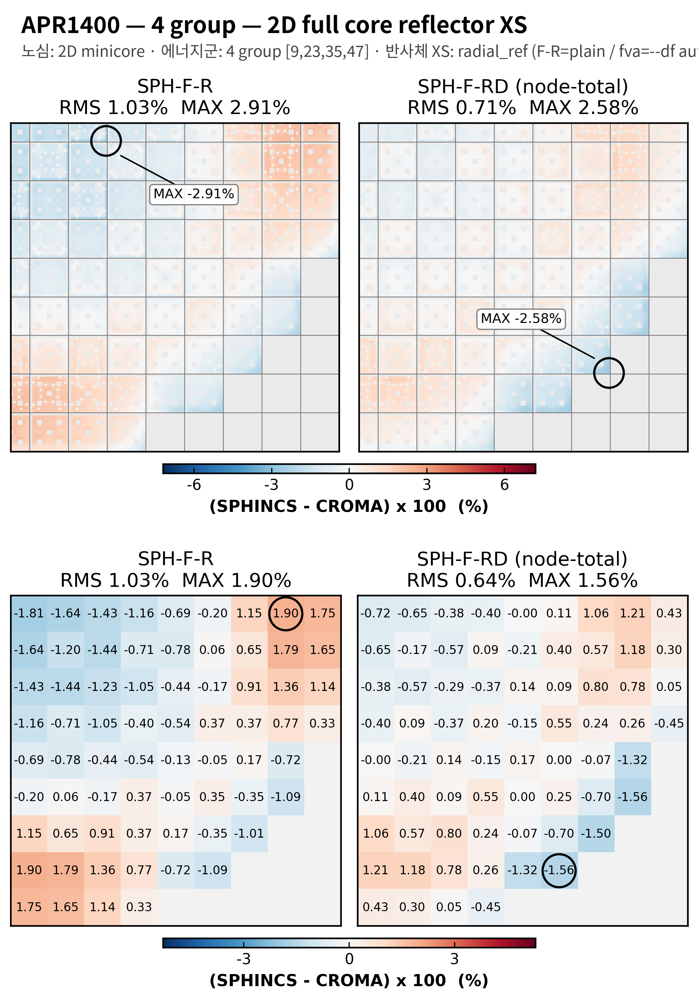 APR1400 — 4 group — 2D full core reflector XS
노심: 2D minicore · 에너지군: 4 group [9,23,35,47] · 반사체 XS: radial_ref (F-R=plain / fva=--df
SPH-F-R
RMS 1.03%  MAX 2.91%
SPH-F-RD (node-total)
RMS 0.71%  MAX 2.58%
MAX -2.91%
MAX -2.58%
-6 -3 0 3 6
(SPHINCS - CROMA) x 100  (%)
SPH-F-R
RMS 1.03%  MAX 1.90%
-1.81 -1.64 -1.43 -1.16 -0.69 -0.20 1.15 1.90 1.75
-1.64 -1.20 -1.44 -0.71 -0.78 0.06 0.65 1.79 1.65
-1.43 -1.44 -1.23 -1.05 -0.44 -0.17 0.91 1.36 1.14
-1.16 -0.71 -1.05 -0.40 -0.54 0.37 0.37 0.77 0.33
-0.69 -0.78 -0.44 -0.54 -0.13 -0.05 0.17 -0.72
-0.20 0.06 -0.17 0.37 -0.05 0.35 -0.35 -1.09
1.15 0.65 0.91 0.37 0.17 -0.35 -1.01
1.90 1.79 1.36 0.77 -0.72 -1.09
1.75 1.65 1.14 0.33
SPH-F-RD (node-total)
RMS 0.64%  MAX 1.56%
-0.72 -0.65 -0.38 -0.40 -0.00 0.11 1.06 1.21 0.43
-0.65 -0.17 -0.57 0.09 -0.21 0.40 0.57 1.18 0.30
-0.38 -0.57 -0.29 -0.37 0.14 0.09 0.80 0.78 0.05
-0.40 0.09 -0.37 0.20 -0.15 0.55 0.24 0.26 -0.45
-0.00 -0.21 0.14 -0.15 0.17 0.00 -0.07 -1.32
0.11 0.40 0.09 0.55 0.00 0.25 -0.70 -1.56
1.06 0.57 0.80 0.24 -0.07 -0.70 -1.50
1.21 1.18 0.78 0.26 -1.32 -1.56
0.43 0.30 0.05 -0.45
-3 0 3
(SPHINCS - CROMA) x 100  (%)